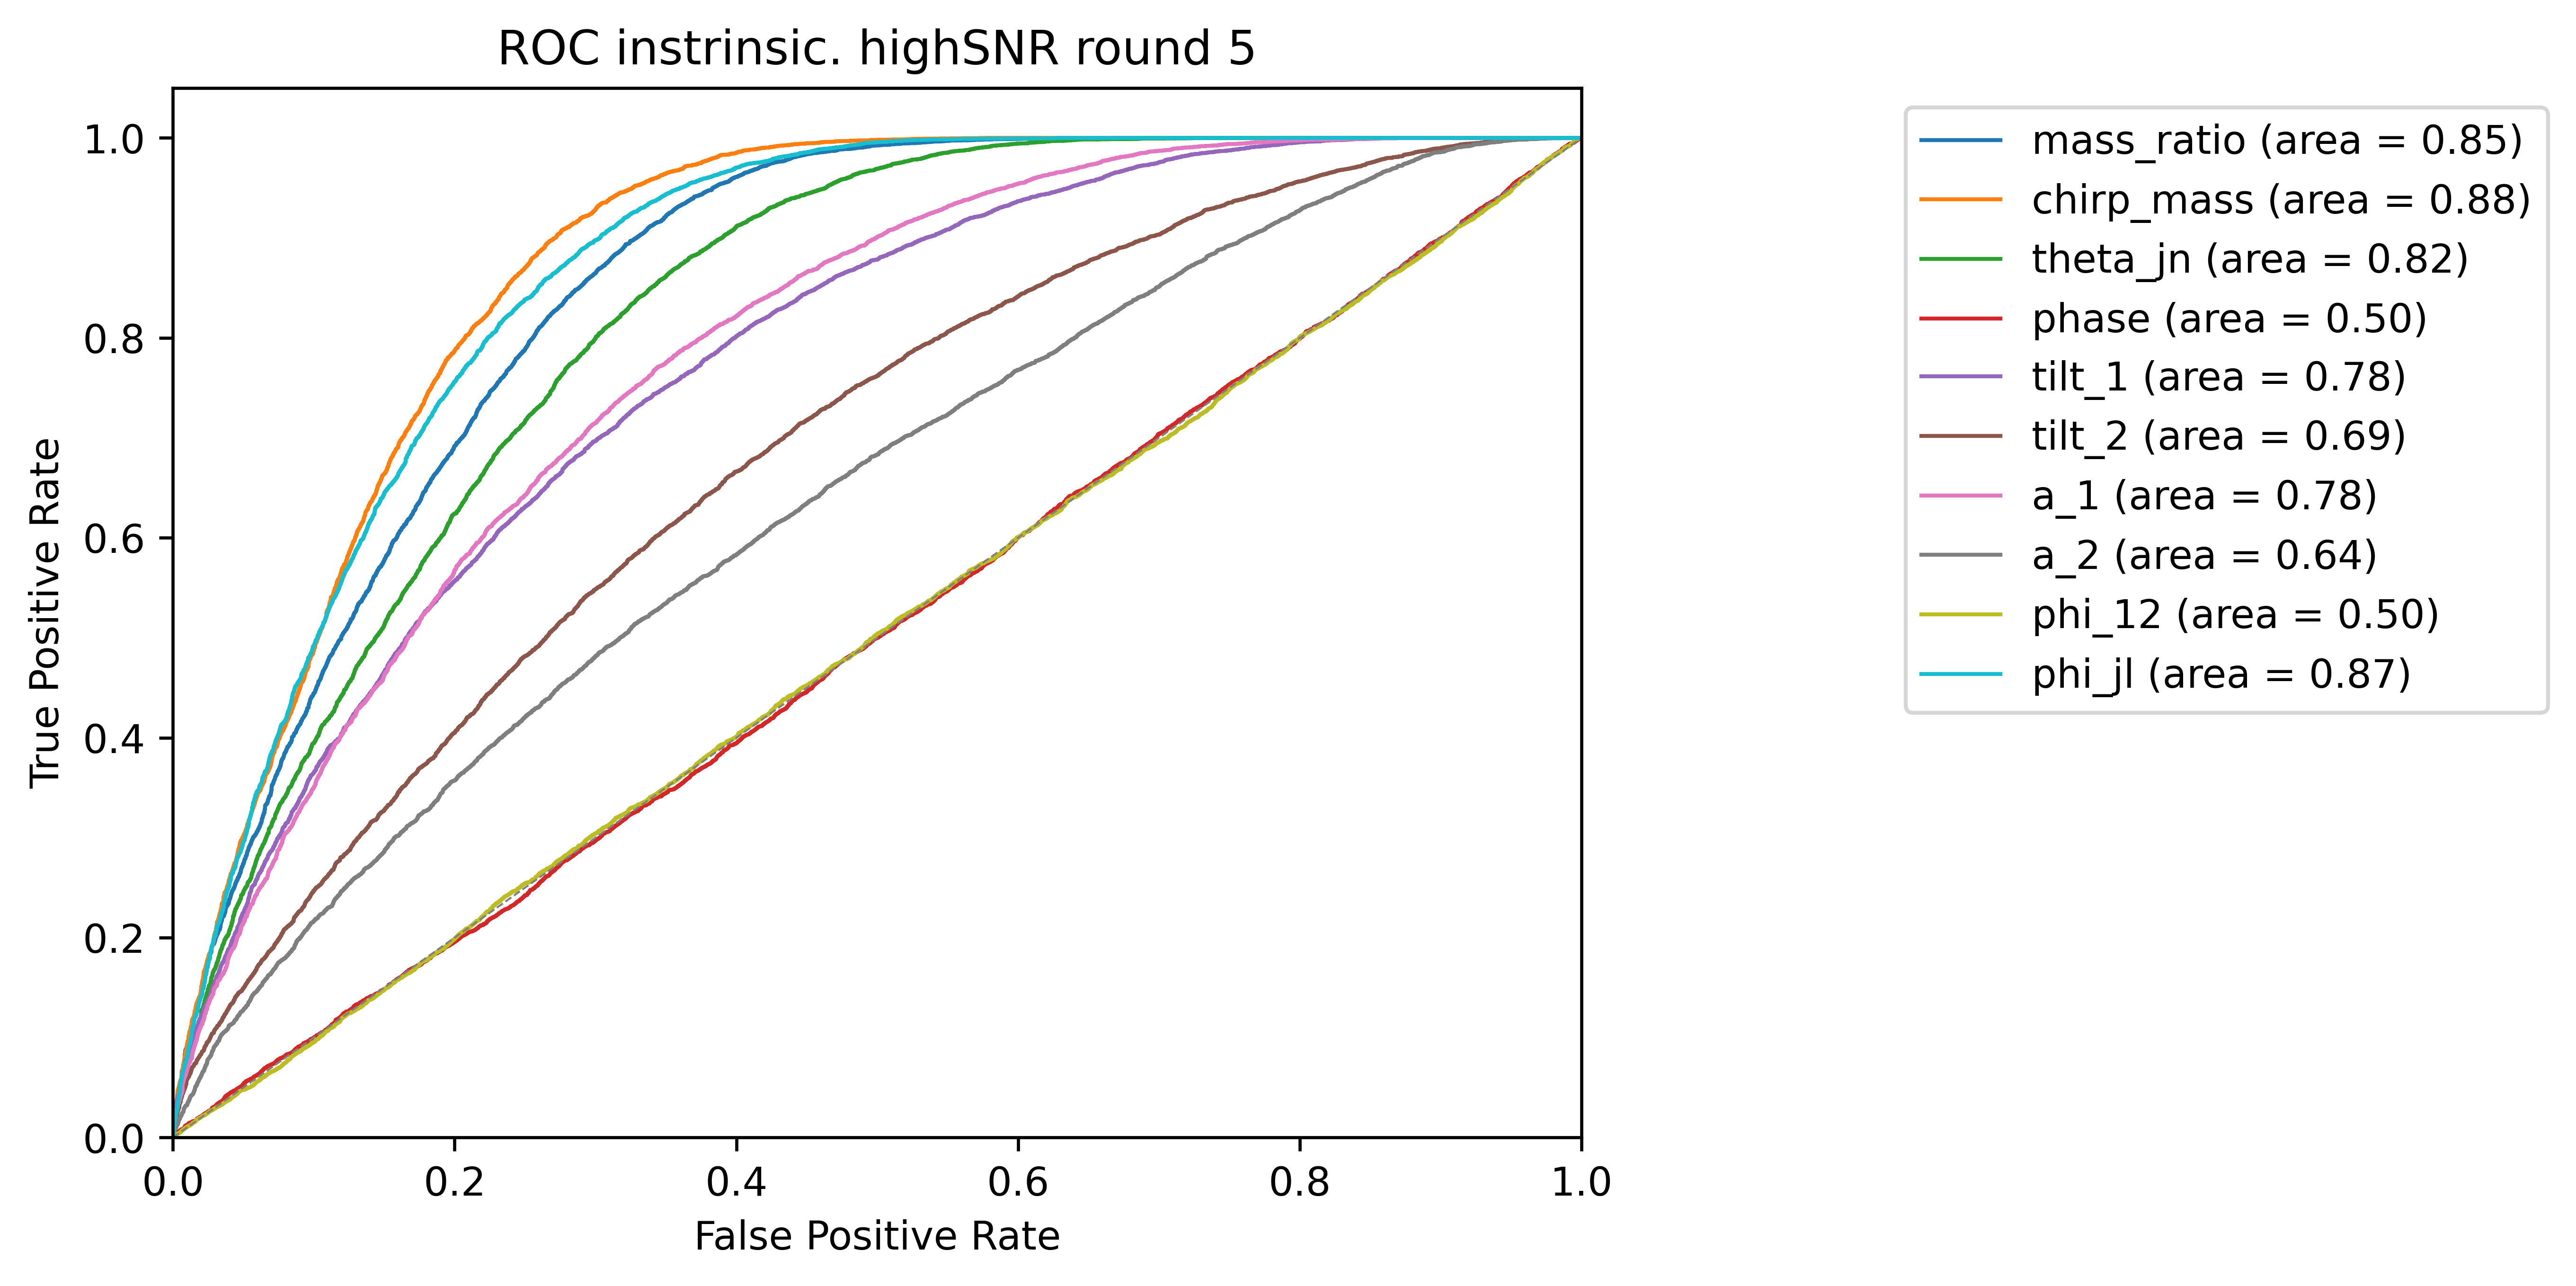 ROC instrinsic. highSNR round 5
True Positive Rate
1.0
0.8
0.6
0.4
0.2
0.0
0.0 0.2 0.4 0.6 0.8 1.0
False Positive Rate
mass_ratio (area = 0.85)
chirp_mass (area = 0.88)
theta_jn (area = 0.82)
phase (area = 0.50)
tilt_1 (area = 0.78)
tilt_2 (area = 0.69)
a_1 (area = 0.78)
a_2 (area = 0.64)
phi_12 (area = 0.50)
phi_jl (area = 0.87)